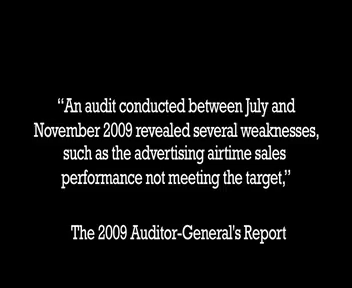 “An audit conducted between July and
November 2009 revealed several weaknesses,
such as the advertising airtime sales
performance not meeting the target,”
The 2009 Auditor-General's Report